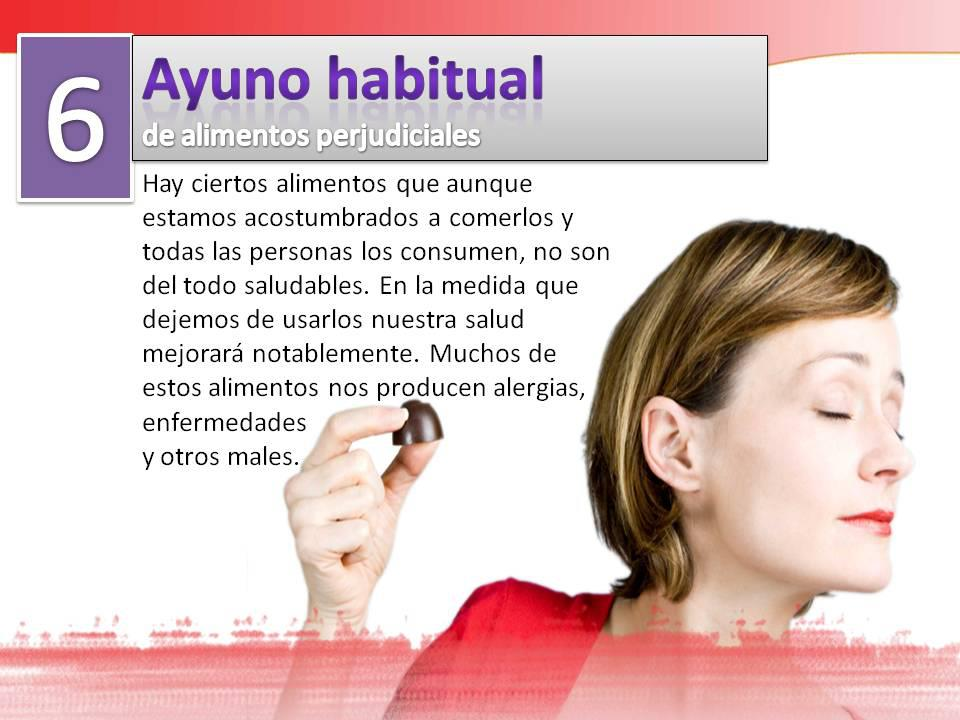 6
Ayuno habitual
de alimentos perjudiciales
Hay ciertos alimentos que aunque
estamos acostumbrados a comerlos y
todas las personas los consumen, no son
del todo saludables. En la medida que
dejemos de usarlos nuestra salud
mejorará notablemente. Muchos de
estos alimentos nos producen alergias,
enfermedades
y otros males.